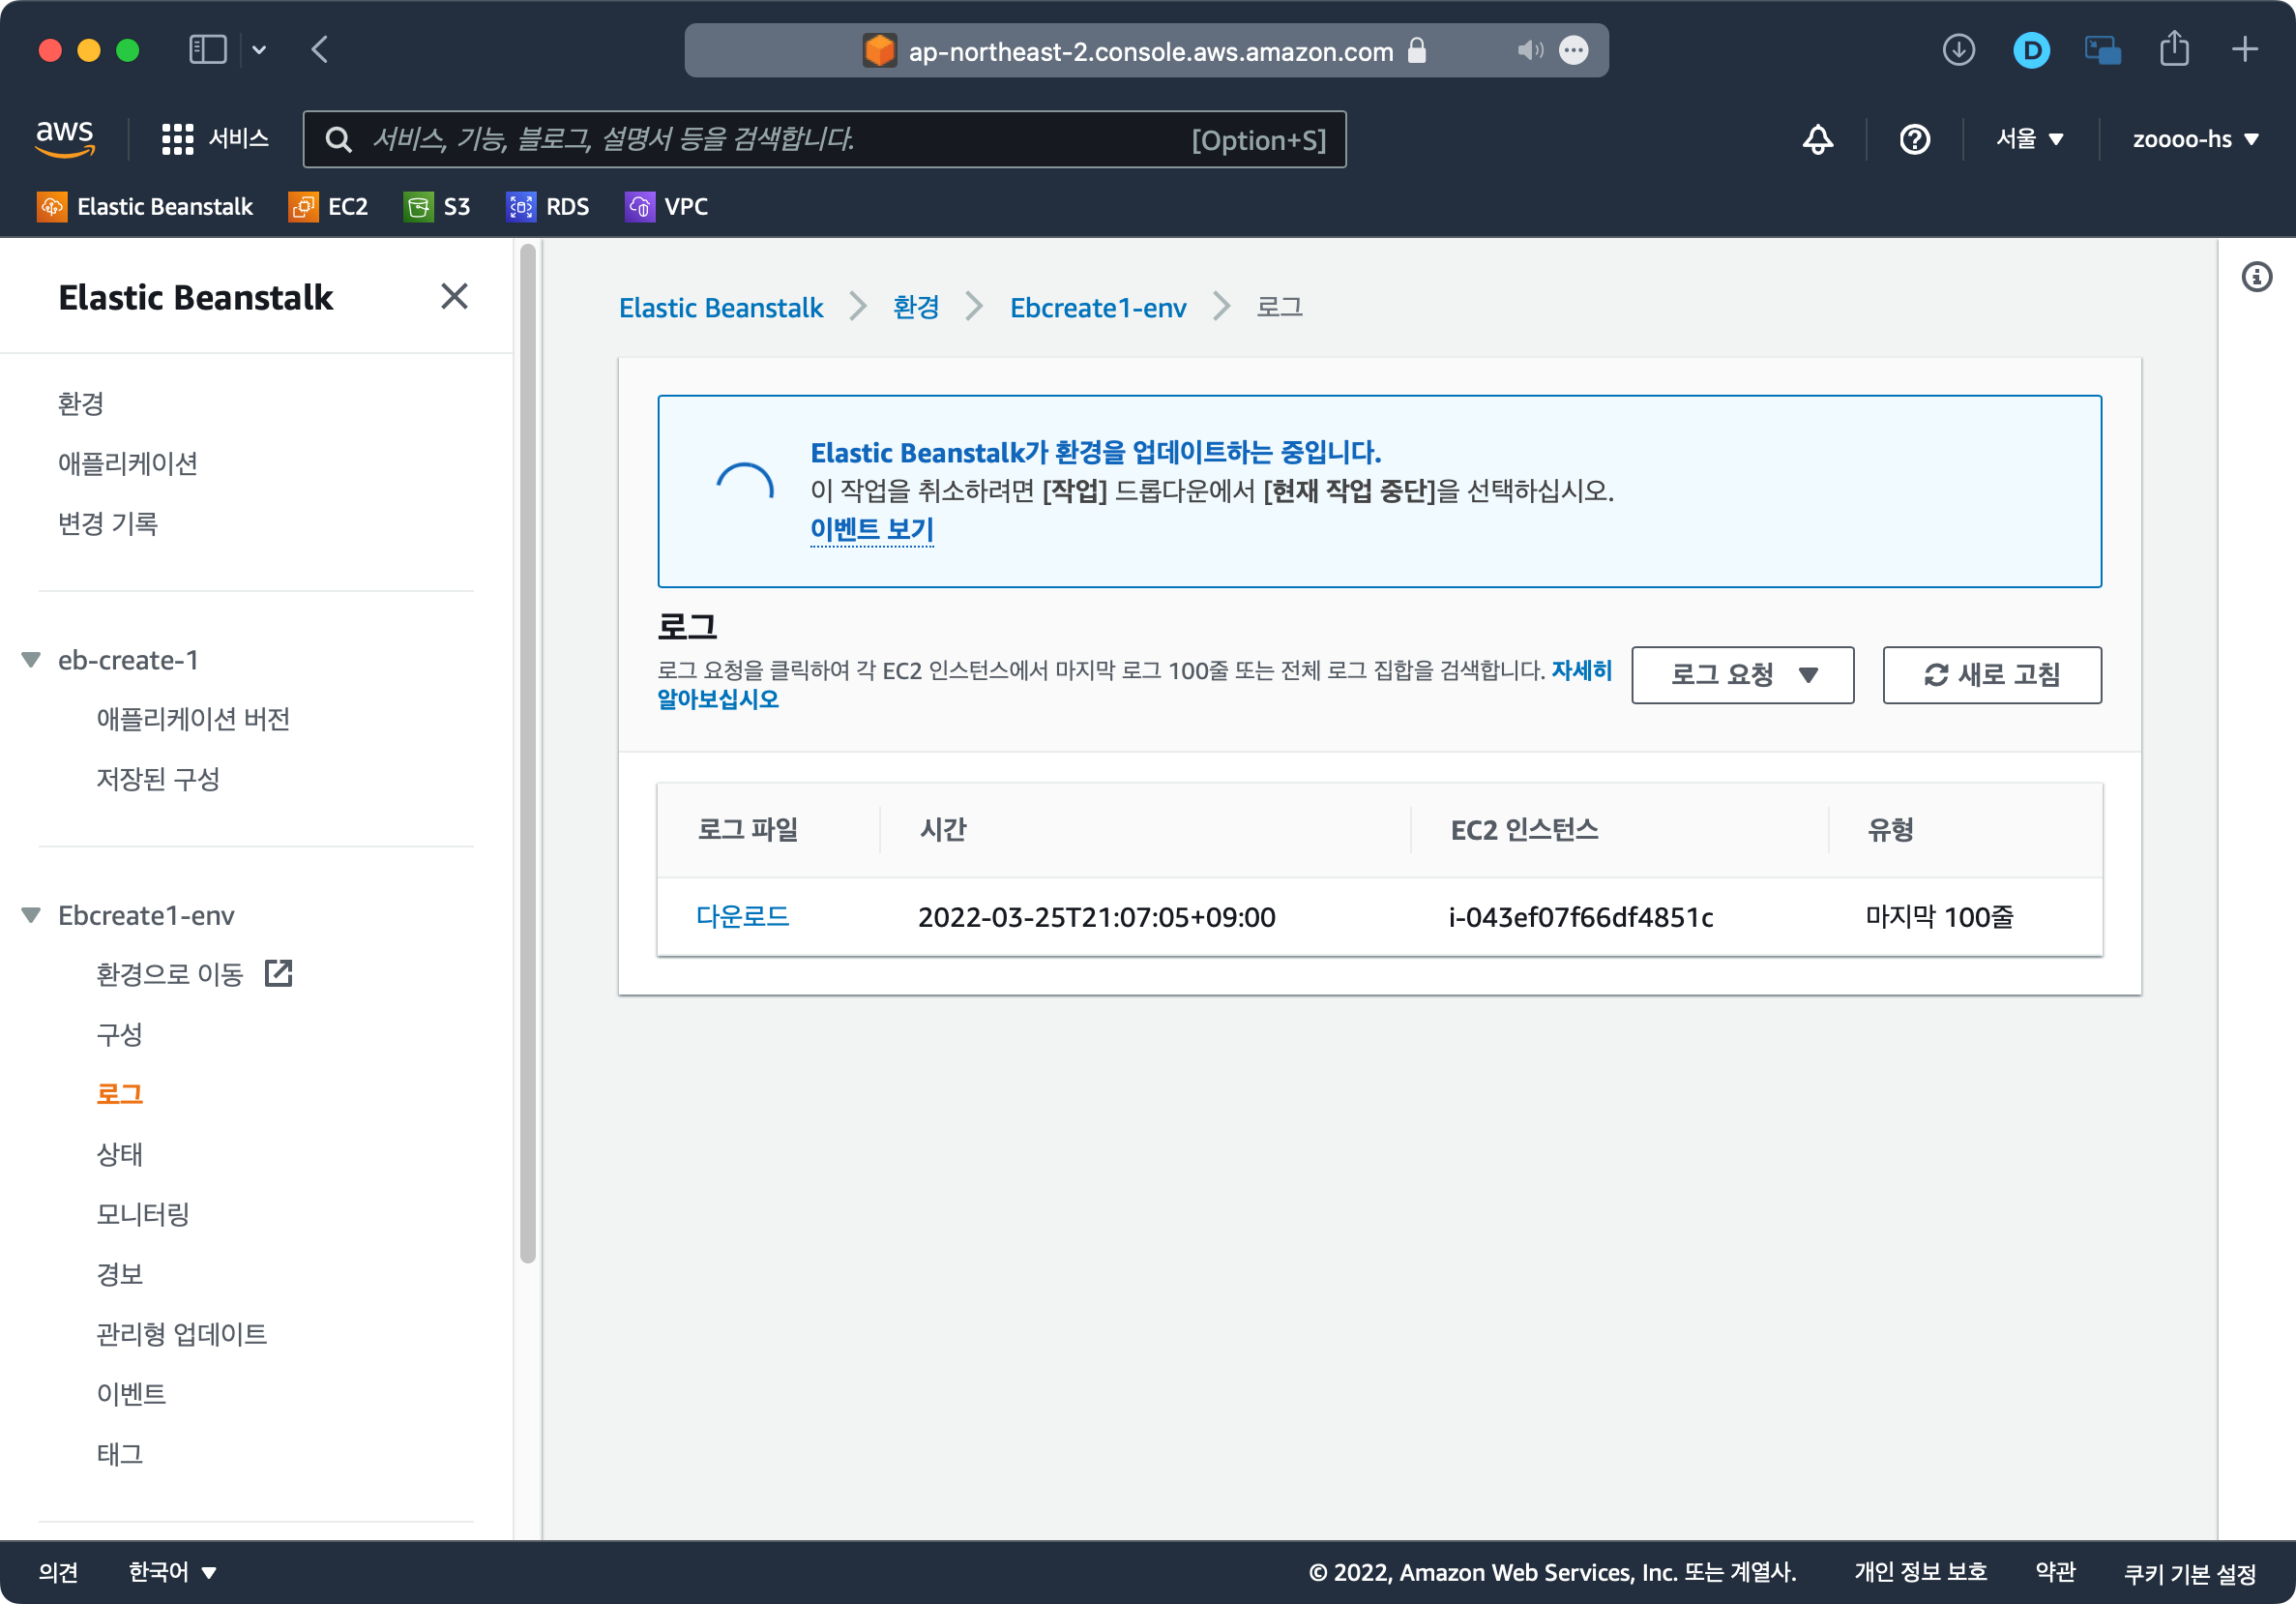 ap-northeast-2.console.aws.amazon.com
D
aws
서비스
서비스, 기능, 블로그, 설명서 등을 검색합니다.
[Option+S]
서울
zoooo-hs
Elastic Beanstalk
EC2
S3
RDS
VPC
Elastic Beanstalk
환경
애플리케이션
변경 기록
eb-create-1
애플리케이션 버전
저장된 구성
Ebcreate1-env
환경으로 이동
구성
로그
상태
모니터링
경보
관리형 업데이트
이벤트
태그
Elastic Beanstalk
환경
Ebcreate1-env
로그
Elastic Beanstalk가 환경을 업데이트하는 중입니다.
이 작업을 취소하려면 [작업] 드롭다운에서 [현재 작업 중단]을 선택하십시오.
이벤트 보기
로그
로그 요청을 클릭하여 각 EC2 인스턴스에서 마지막 로그 100줄 또는 전체 로그 집합을 검색합니다. 자세히
알아보십시오
로그 요청
새로 고침
로그 파일
시간
EC2 인스턴스
유형
다운로드
2022-03-25T21:07:05+09:00
i-043ef07f66df4851c
마지막 100줄
의견
한국어
© 2022, Amazon Web Services, Inc. 또는 계열사.
개인 정보 보호
약관
쿠키 기본 설정